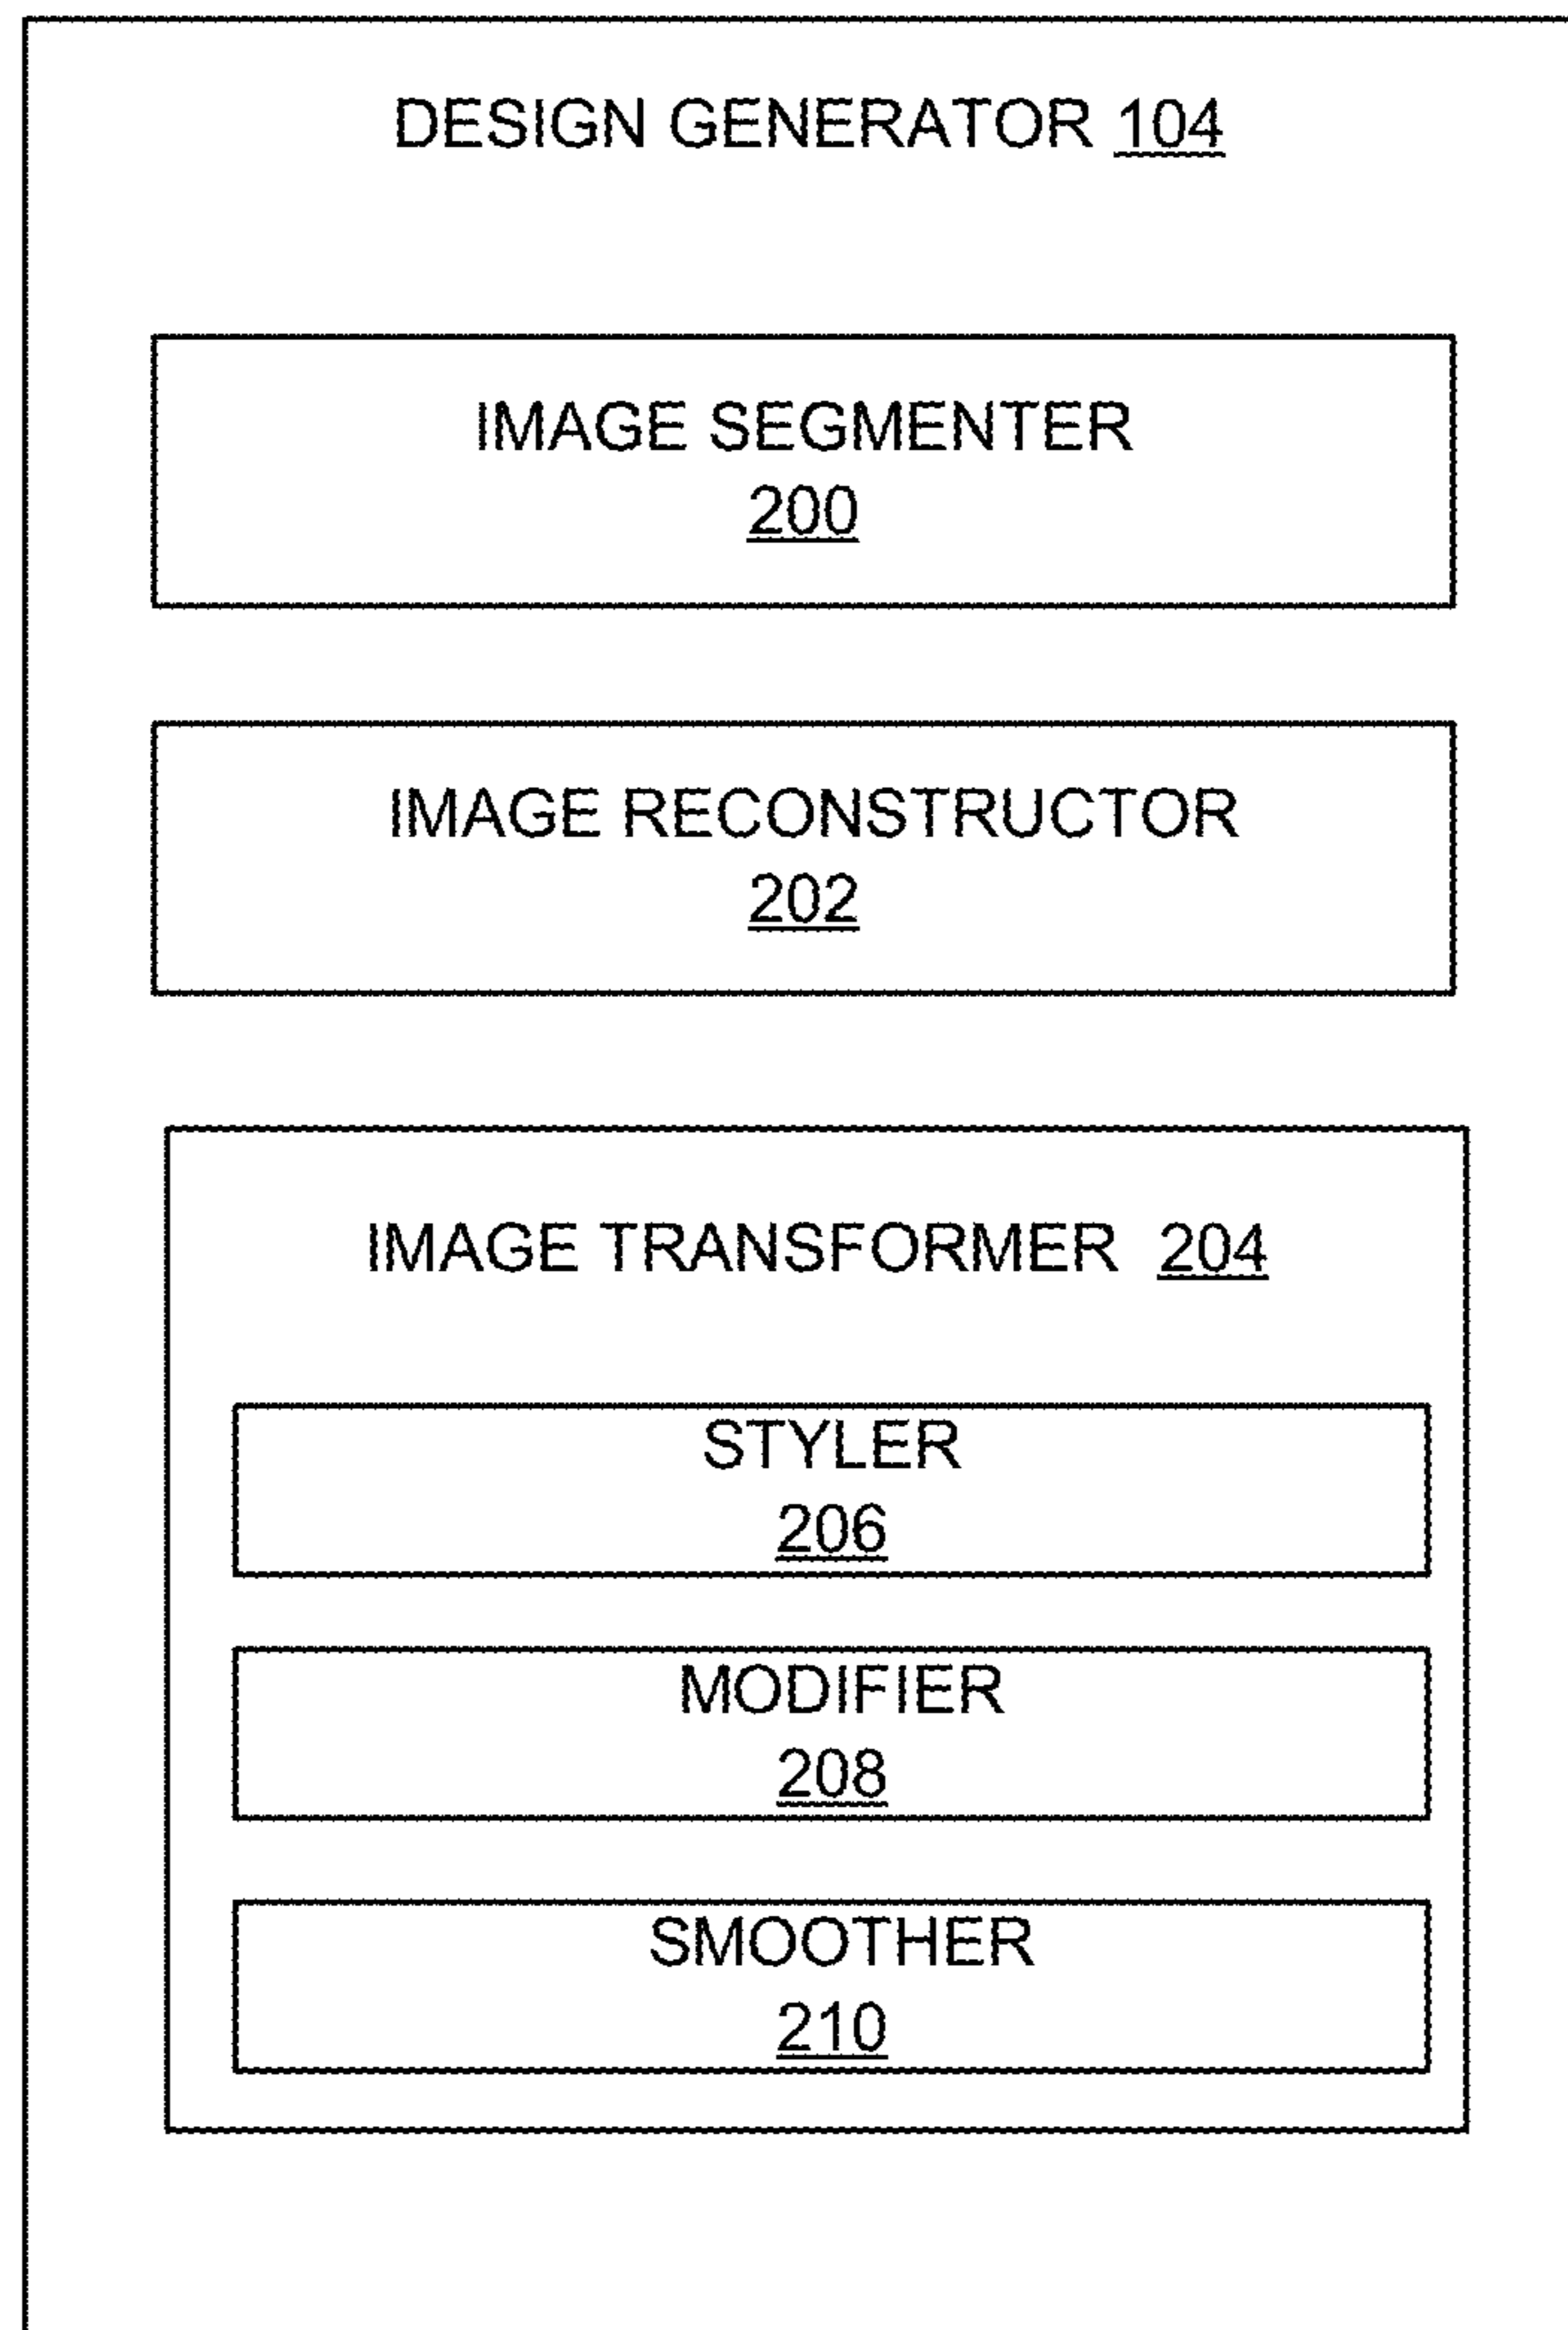 DESIGN GENERATOR 104
IMAGE SEGMENTER
200
IMAGE RECONSTRUCTOR
202
IMAGE TRANSFORMER 204
STYLER
206
MODIFIER
208
SMOOTHER
210